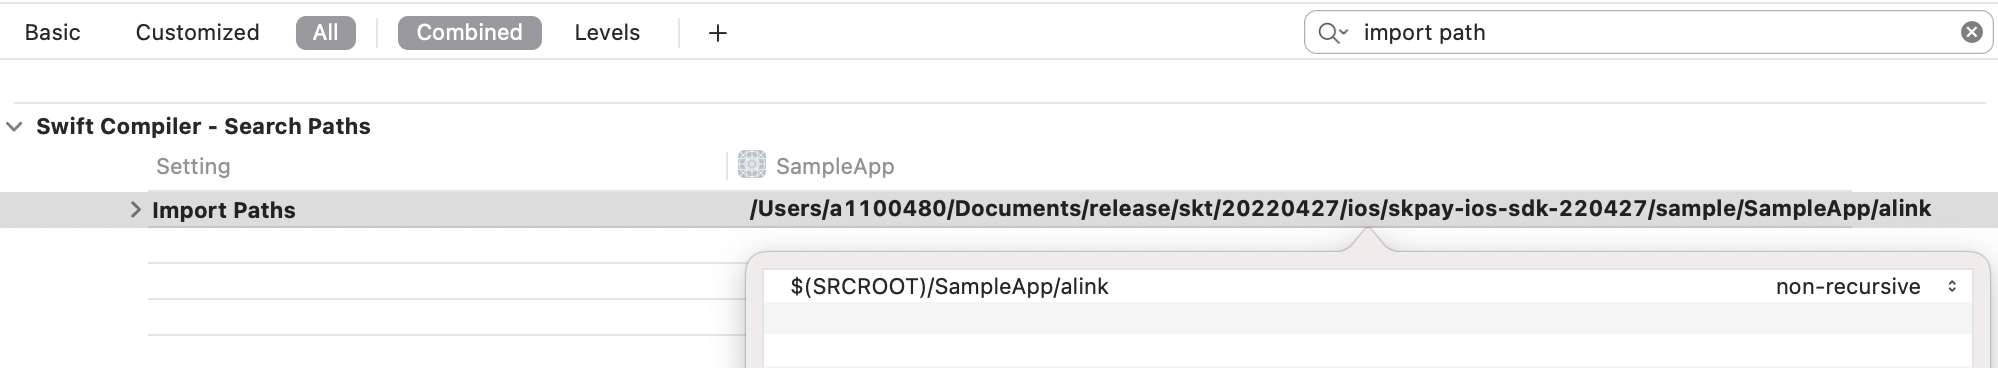 Basic Customized All Combined Levels + import path
Swift Compiler - Search Paths
Setting SampleApp
Import Paths /Users/a1100480/Documents/release/skt/20220427/ios/skpay-ios-sdk-220427/sample/SampleApp/alink
$(SRCROOT)/SampleApp/alink non-recursive